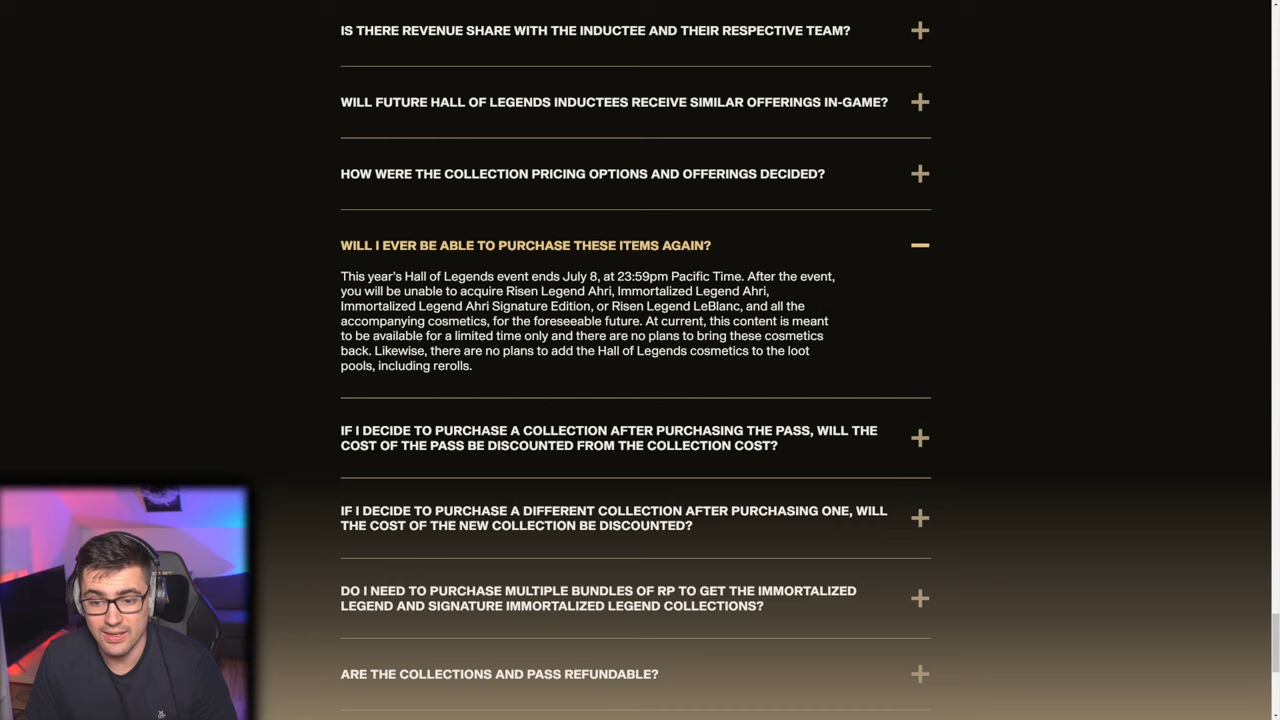 IS THERE REVENUE SHARE WITH THE INDUCTEE AND THEIR RESPECTIVE TEAM?
WILL FUTURE HALL OF LEGENDS INDUCTEES RECEIVE SIMILAR OFFERINGS IN-GAME?
HOW WERE THE COLLECTION PRICING OPTIONS AND OFFERINGS DECIDED?
WILL I EVER BE ABLE TO PURCHASE THESE ITEMS AGAIN?
This year's Hall of Legends event ends July 8, at 23:59pm Pacific Time. After the event,
you will be unable to acquire Risen Legend Ahri, Immortalized Legend Ahri,
Immortalized Legend Ahri Signature Edition, or Risen Legend LeBlanc, and all the
accompanying cosmetics, for the foreseeable future. At current, this content is meant
to be available for a limited time only and there are no plans to bring these cosmetics
back. Likewise, there are no plans to add the Hall of Legends cosmetics to the loot
pools, including rerolls.
IF I DECIDE TO PURCHASE A COLLECTION AFTER PURCHASING THE PASS, WILL THE
COST OF THE PASS BE DISCOUNTED FROM THE COLLECTION COST?
IF I DECIDE TO PURCHASE A DIFFERENT COLLECTION AFTER PURCHASING ONE, WILL
THE COST OF THE NEW COLLECTION BE DISCOUNTED?
DO I NEED TO PURCHASE MULTIPLE BUNDLES OF RP TO GET THE IMMORTALIZED
LEGEND AND SIGNATURE IMMORTALIZED LEGEND COLLECTIONS?
ARE THE COLLECTIONS AND PASS REFUNDABLE?